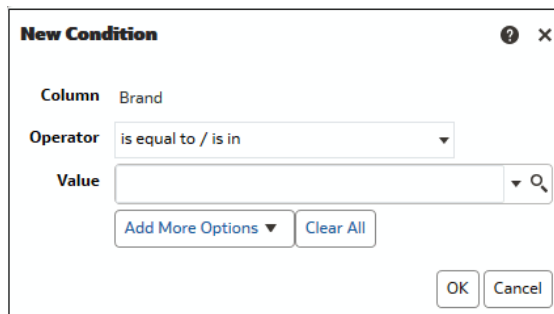 New Condition
Column Brand
Operator is equal to / is in
Value
Add More Options Clear All
OK Cancel